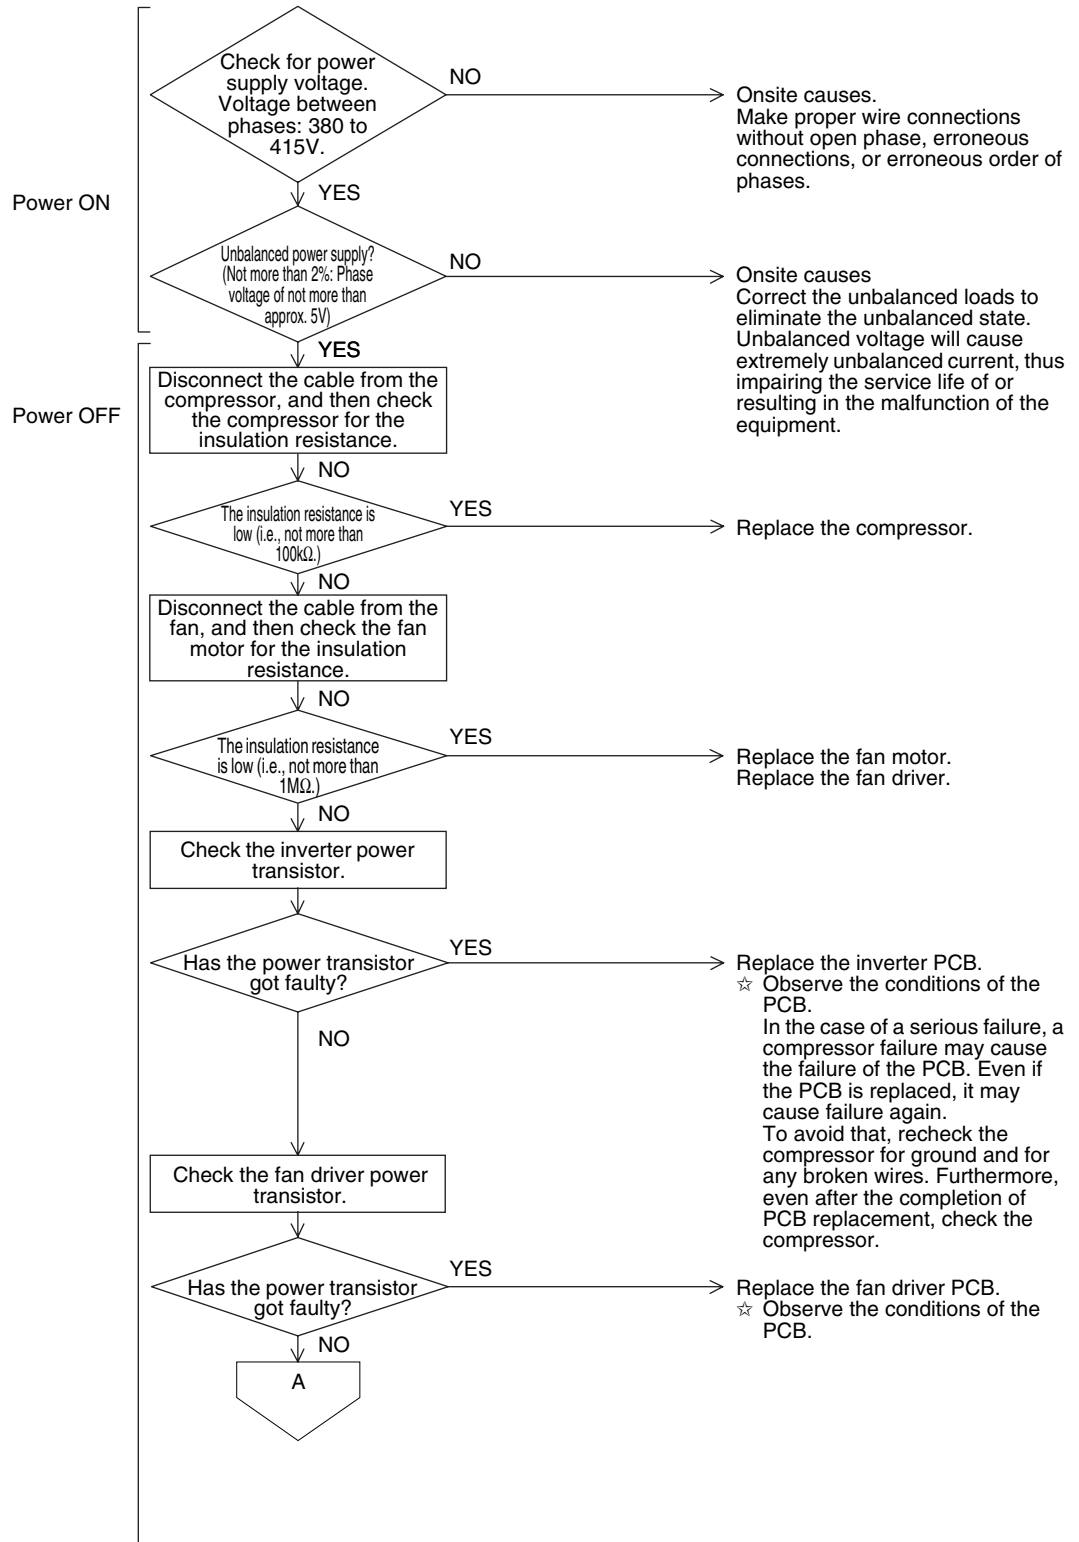 Check for power
supply voltage.
Voltage between
phases: 380 to
415V.
NO
Onsite causes.
Make proper wire connections
without open phase, erroneous
connections, or erroneous order of
phases.
Power ON
YES
Unbalanced power supply?
(Not more than 2%: Phase
voltage of not more than
approx. 5V)
NO
Onsite causes
Correct the unbalanced loads to
eliminate the unbalanced state.
Unbalanced voltage will cause
extremely unbalanced current, thus
impairing the service life of or
resulting in the malfunction of the
equipment.
YES
Power OFF
Disconnect the cable from the
compressor, and then check
the compressor for the
insulation resistance.
NO
The insulation resistance is
low (i.e., not more than
100kΩ.)
YES
Replace the compressor.
NO
Disconnect the cable from the
fan, and then check the fan
motor for the insulation
resistance.
NO
The insulation resistance
is low (i.e., not more than
1MΩ.)
YES
Replace the fan motor.
Replace the fan driver.
NO
Check the inverter power
transistor.
Has the power transistor
got faulty?
YES
Replace the inverter PCB.
☆ Observe the conditions of the
PCB.
In the case of a serious failure, a
compressor failure may cause
the failure of the PCB. Even if
the PCB is replaced, it may
cause failure again.
To avoid that, recheck the
compressor for ground and for
any broken wires. Furthermore,
even after the completion of
PCB replacement, check the
compressor.
NO
Check the fan driver power
transistor.
Has the power transistor
got faulty?
YES
Replace the fan driver PCB.
☆ Observe the conditions of the
PCB.
NO
A